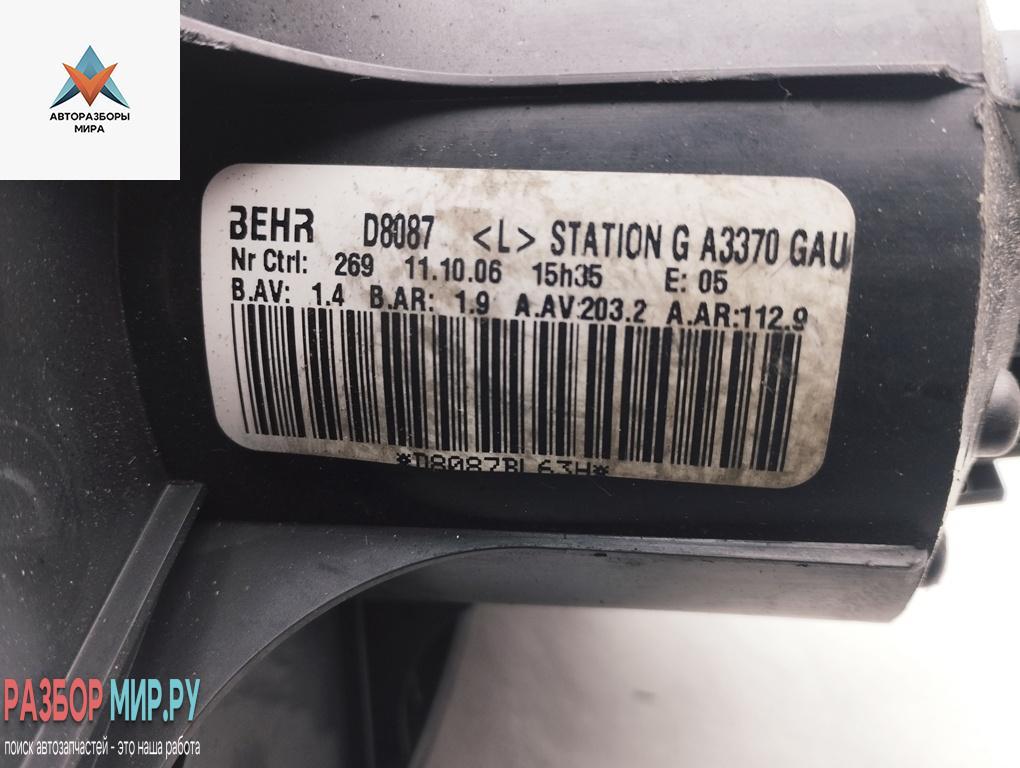 АВТОРАЗБОРЫ
МИРА
BEHR D8087 <L> STATION G A3370 GAU
Nr Ctrl: 269 11.10.06 15h35 E: 05
B.AV: 1.4 B.AR: 1.9 A.AV:203.2 A.AR:112.9
*D8087BL63H*
РАЗБОР МИР.РУ
поиск автозапчастей - это наша работа